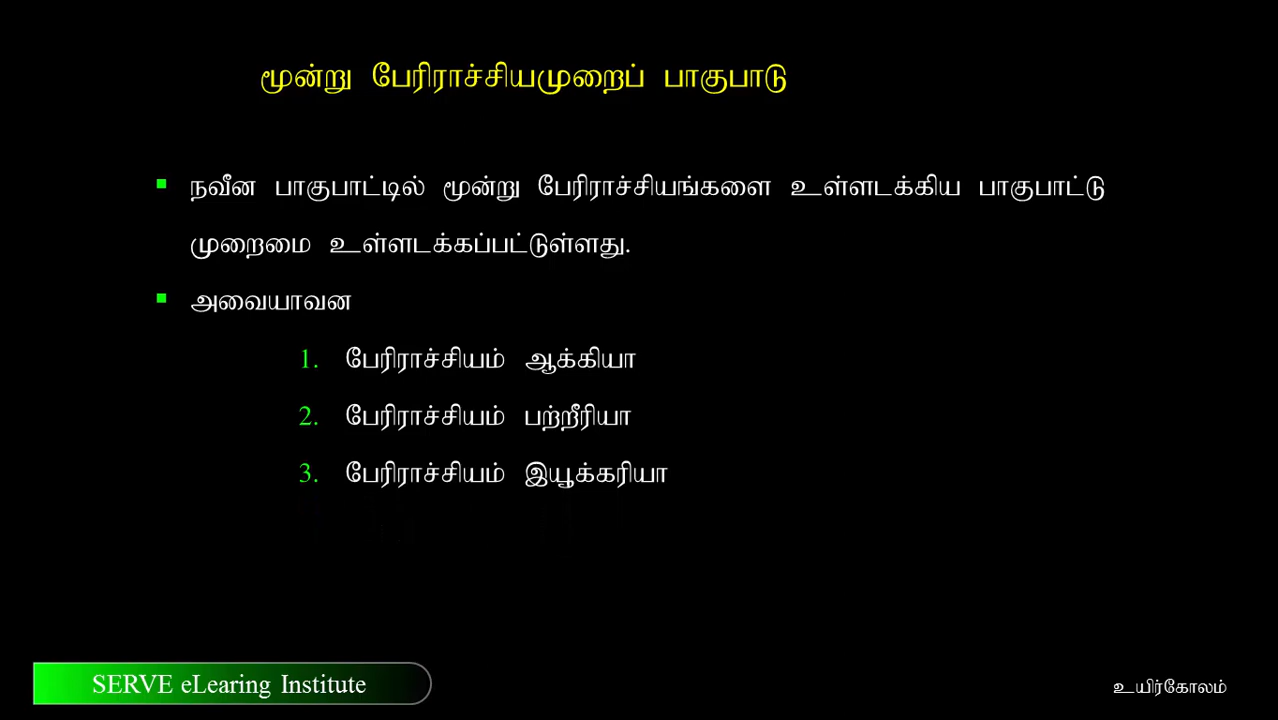 மூன்று பேரிராச்சியமுறைப் பாகுபாடு
▪ நவீன பாகுபாட்டில் மூன்று பேரிராச்சியங்களை உள்ளடக்கிய பாகுபாட்டு
முறைமை உள்ளடக்கப்பட்டுள்ளது.
▪ அவையாவன
1. பேரிராச்சியம் ஆக்கியா
2. பேரிராச்சியம் பற்றீரியா
3. பேரிராச்சியம் இயூக்கரியா
SERVE eLearing Institute
உயிர்கோலம்